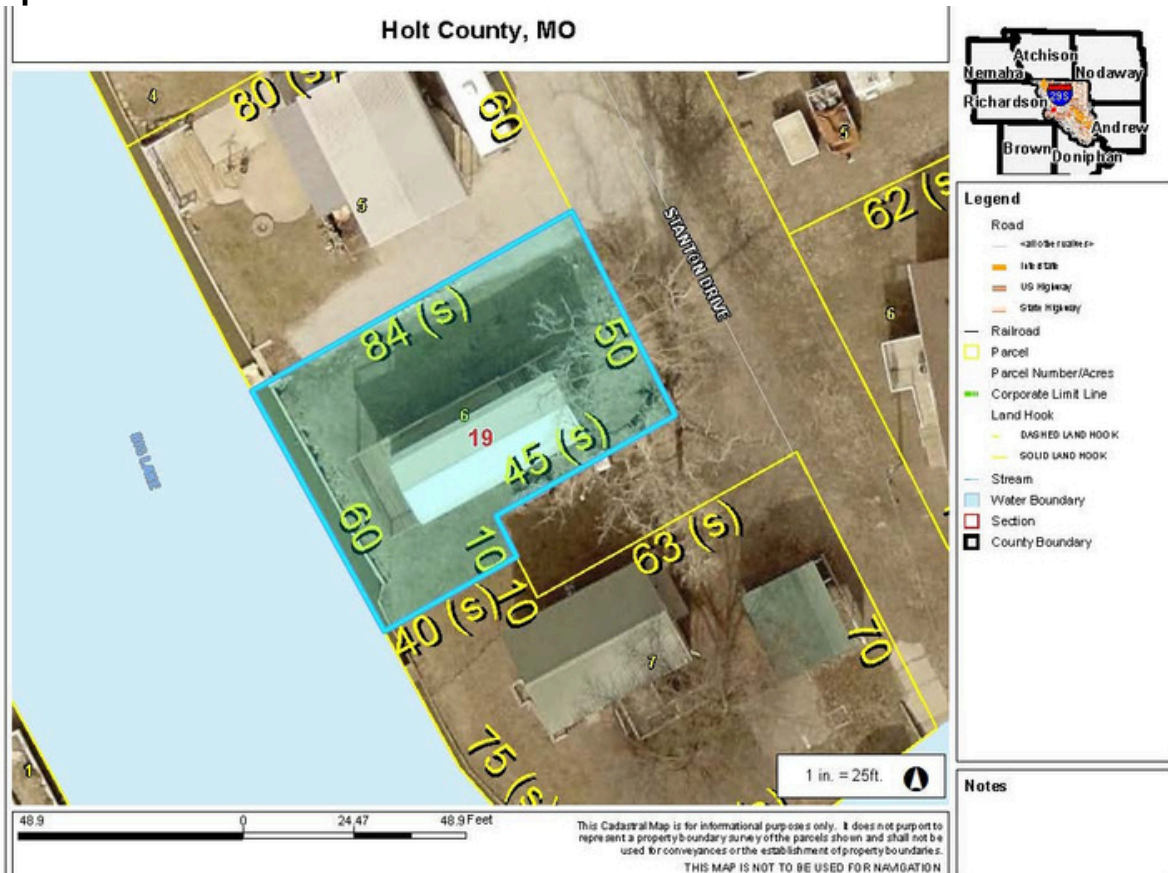 Holt County, MO
4
80 (s)
60
5
5
62 (s
STANTON DRIVE
84 (s)
50
6
6
19
45 (s)
BIG LAKE
60
10
63 (s)
10
40 (s)
7
70
75 (s)
1
1 in. = 25ft.
48.9
0
24.47
48.9 Feet
This Cadastral Map is for informational purposes only. It does not purport to
represent a property boundary survey of the parcels shown and shall not be
used for conveyances or the establishment of property boundaries.
THIS MAP IS NOT TO BE USED FOR NAVIGATION
Atchison
Nemaha
Nodaway
Richardson
29S
Andrew
Brown
Doniphan
Legend
Road
<all other values>
Interstate
US Highway
State Highway
Railroad
Parcel
Parcel Number/Acres
Corporate Limit Line
Land Hook
DASHED LAND HOOK
SOLID LAND HOOK
Stream
Water Boundary
Section
County Boundary
Notes